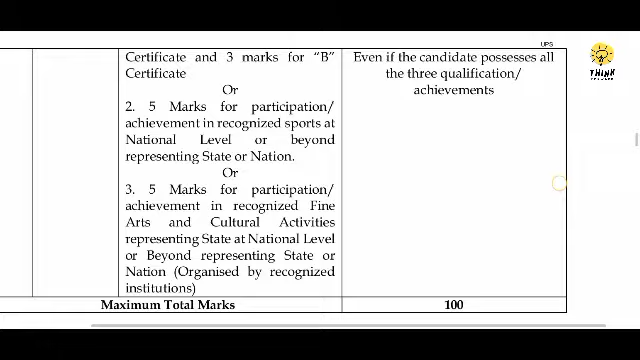 UPS
Certificate and 3 marks for "B"
Certificate
Or
2. 5 Marks for participation/
achievement in recognized sports at
National Level or beyond
representing State or Nation.
Or
3. 5 Marks for participation/
achievement in recognized Fine
Arts and Cultural Activities
representing State at National Level
or Beyond representing State or
Nation (Organised by recognized
institutions)
Even if the candidate possesses all
the three qualification/
achievements
Maximum Total Marks
100
THINK